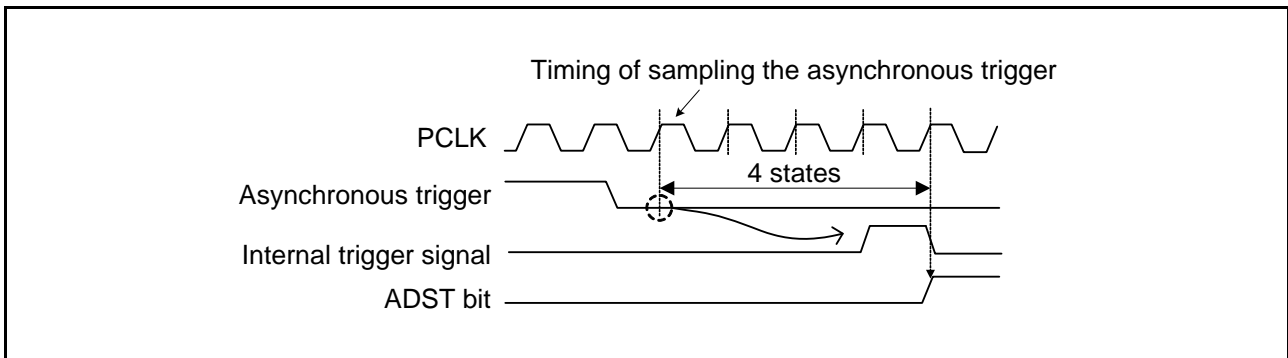 Timing of sampling the asynchronous trigger
PCLK
4 states
Asynchronous trigger
Internal trigger signal
ADST bit